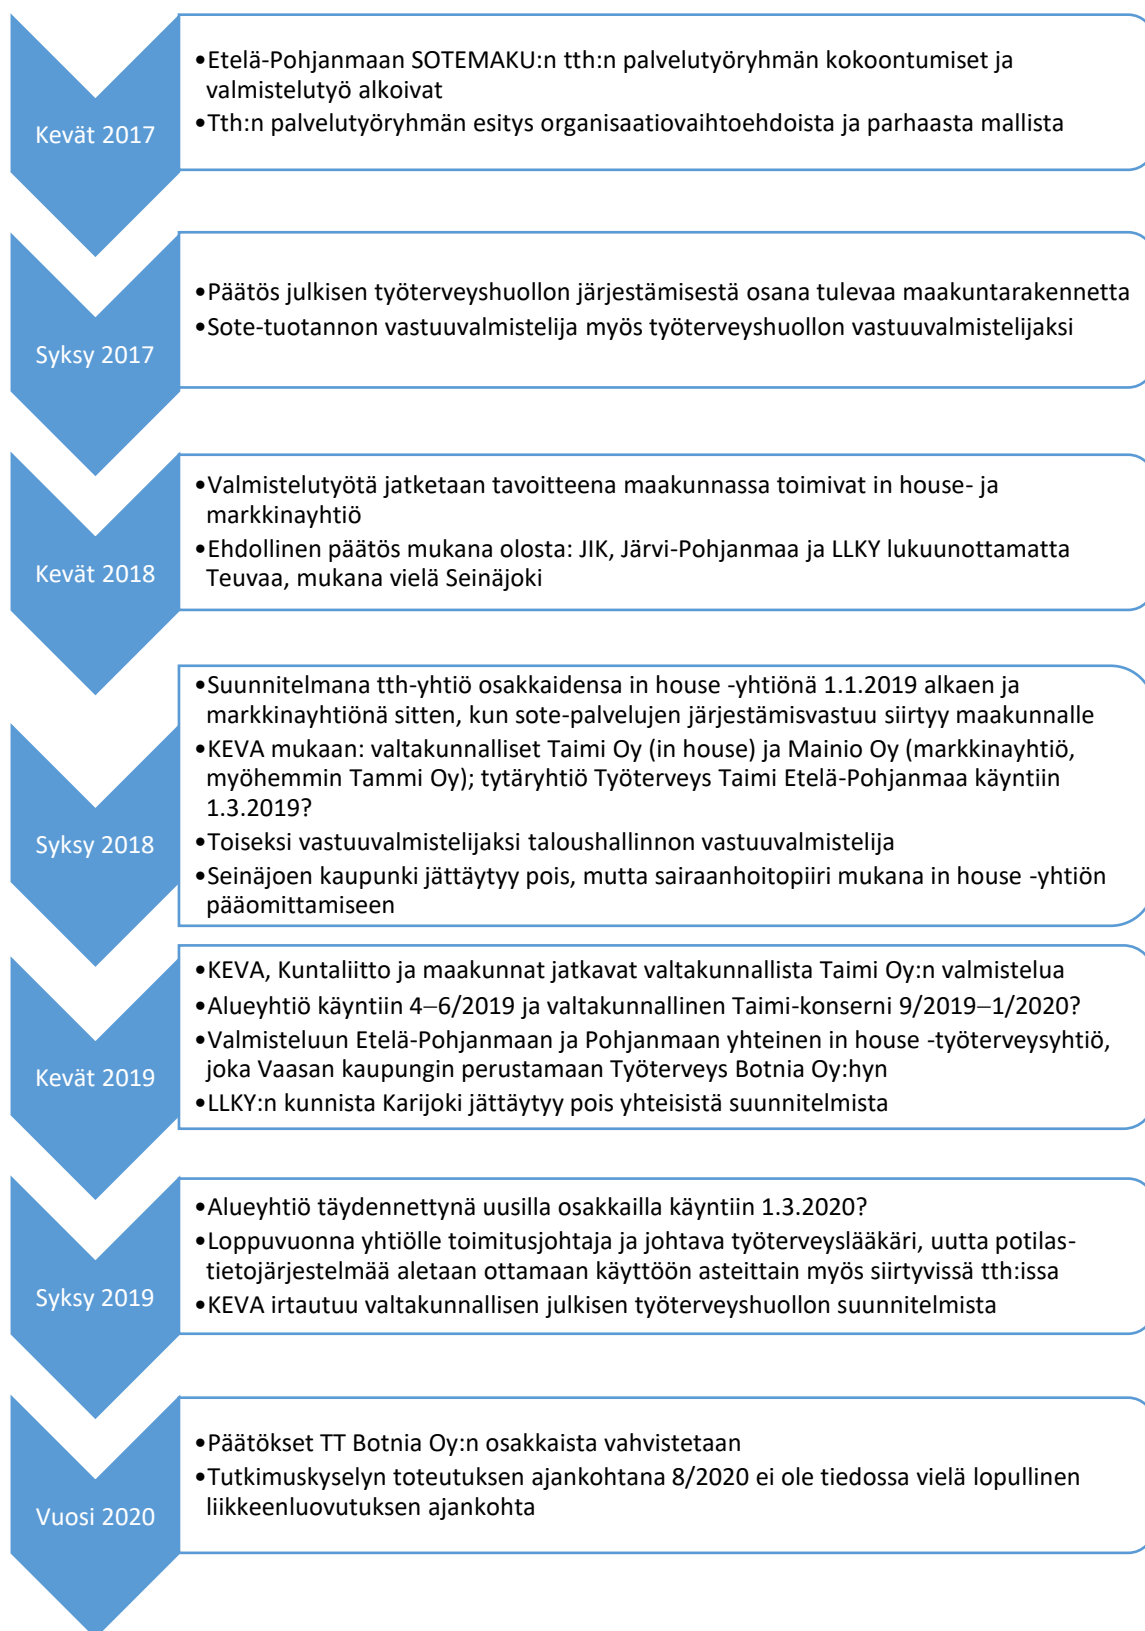 Kevät 2017
•Etelä-Pohjanmaan SOTEMAKU:n tth:n palvelutyöryhmän kokoontumiset ja
valmistelutyö alkoivat
•Tth:n palvelutyöryhmän esitys organisaatiovaihtoehdoista ja parhaasta mallista
Syksy 2017
•Päätös julkisen työterveyshuollon järjestämisestä osana tulevaa maakuntarakennetta
•Sote-tuotannon vastuuvalmistelija myös työterveyshuollon vastuuvalmistelijaksi
Kevät 2018
•Valmistelutyötä jatketaan tavoitteena maakunnassa toimivat in house- ja
markkinayhtiö
•Ehdollinen päätös mukana olosta: JIK, Järvi-Pohjanmaa ja LLKY lukuunottamatta
Teuvaa, mukana vielä Seinäjoki
Syksy 2018
•Suunnitelmana tth-yhtiö osakkaidensa in house -yhtiönä 1.1.2019 alkaen ja
markkinayhtiönä sitten, kun sote-palvelujen järjestämisvastuu siirtyy maakunnalle
•KEVA mukaan: valtakunnalliset Taimi Oy (in house) ja Mainio Oy (markkinayhtiö,
myöhemmin Tammi Oy); tytäryhtiö Työterveys Taimi Etelä-Pohjanmaa käyntiin
1.3.2019?
•Toiseksi vastuuvalmistelijaksi taloushallinnon vastuuvalmistelija
•Seinäjoen kaupunki jättäytyy pois, mutta sairaanhoitopiiri mukana in house -yhtiön
pääomittamiseen
Kevät 2019
•KEVA, Kuntaliitto ja maakunnat jatkavat valtakunnallista Taimi Oy:n valmistelua
•Alueyhtiö käyntiin 4–6/2019 ja valtakunnallinen Taimi-konserni 9/2019–1/2020?
•Valmisteluun Etelä-Pohjanmaan ja Pohjanmaan yhteinen in house -työterveysyhtiö,
joka Vaasan kaupungin perustamaan Työterveys Botnia Oy:hyn
•LLKY:n kunnista Karijoki jättäytyy pois yhteisistä suunnitelmista
Syksy 2019
•Alueyhtiö täydennettynä uusilla osakkailla käyntiin 1.3.2020?
•Loppuvuonna yhtiölle toimitusjohtaja ja johtava työterveyslääkäri, uutta potilas-
tietojärjestelmää aletaan ottamaan käyttöön asteittain myös siirtyvissä tth:issa
•KEVA irtautuu valtakunnallisen julkisen työterveyshuollon suunnitelmista
Vuosi 2020
•Päätökset TT Botnia Oy:n osakkaista vahvistetaan
•Tutkimuskyselyn toteutuksen ajankohtana 8/2020 ei ole tiedossa vielä lopullinen
liikkeenluovutuksen ajankohta